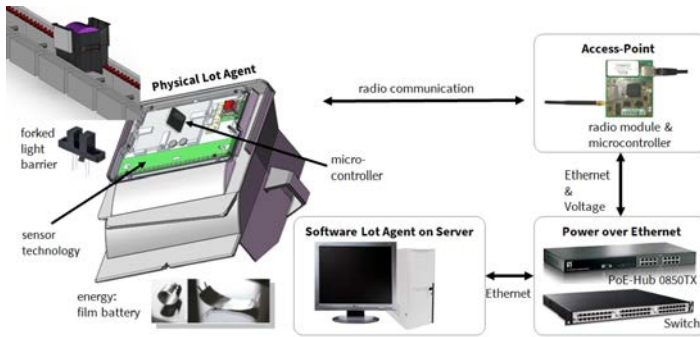 Physical Lot Agent
forked
light
barrier
sensor
technology
energy:
film battery
micro-
controller
radio communication
Access-Point
radio module &
microcontroller
Ethernet
&
Voltage
Software Lot Agent on Server
Ethernet
Power over Ethernet
PoE-Hub 0850TX
Switch